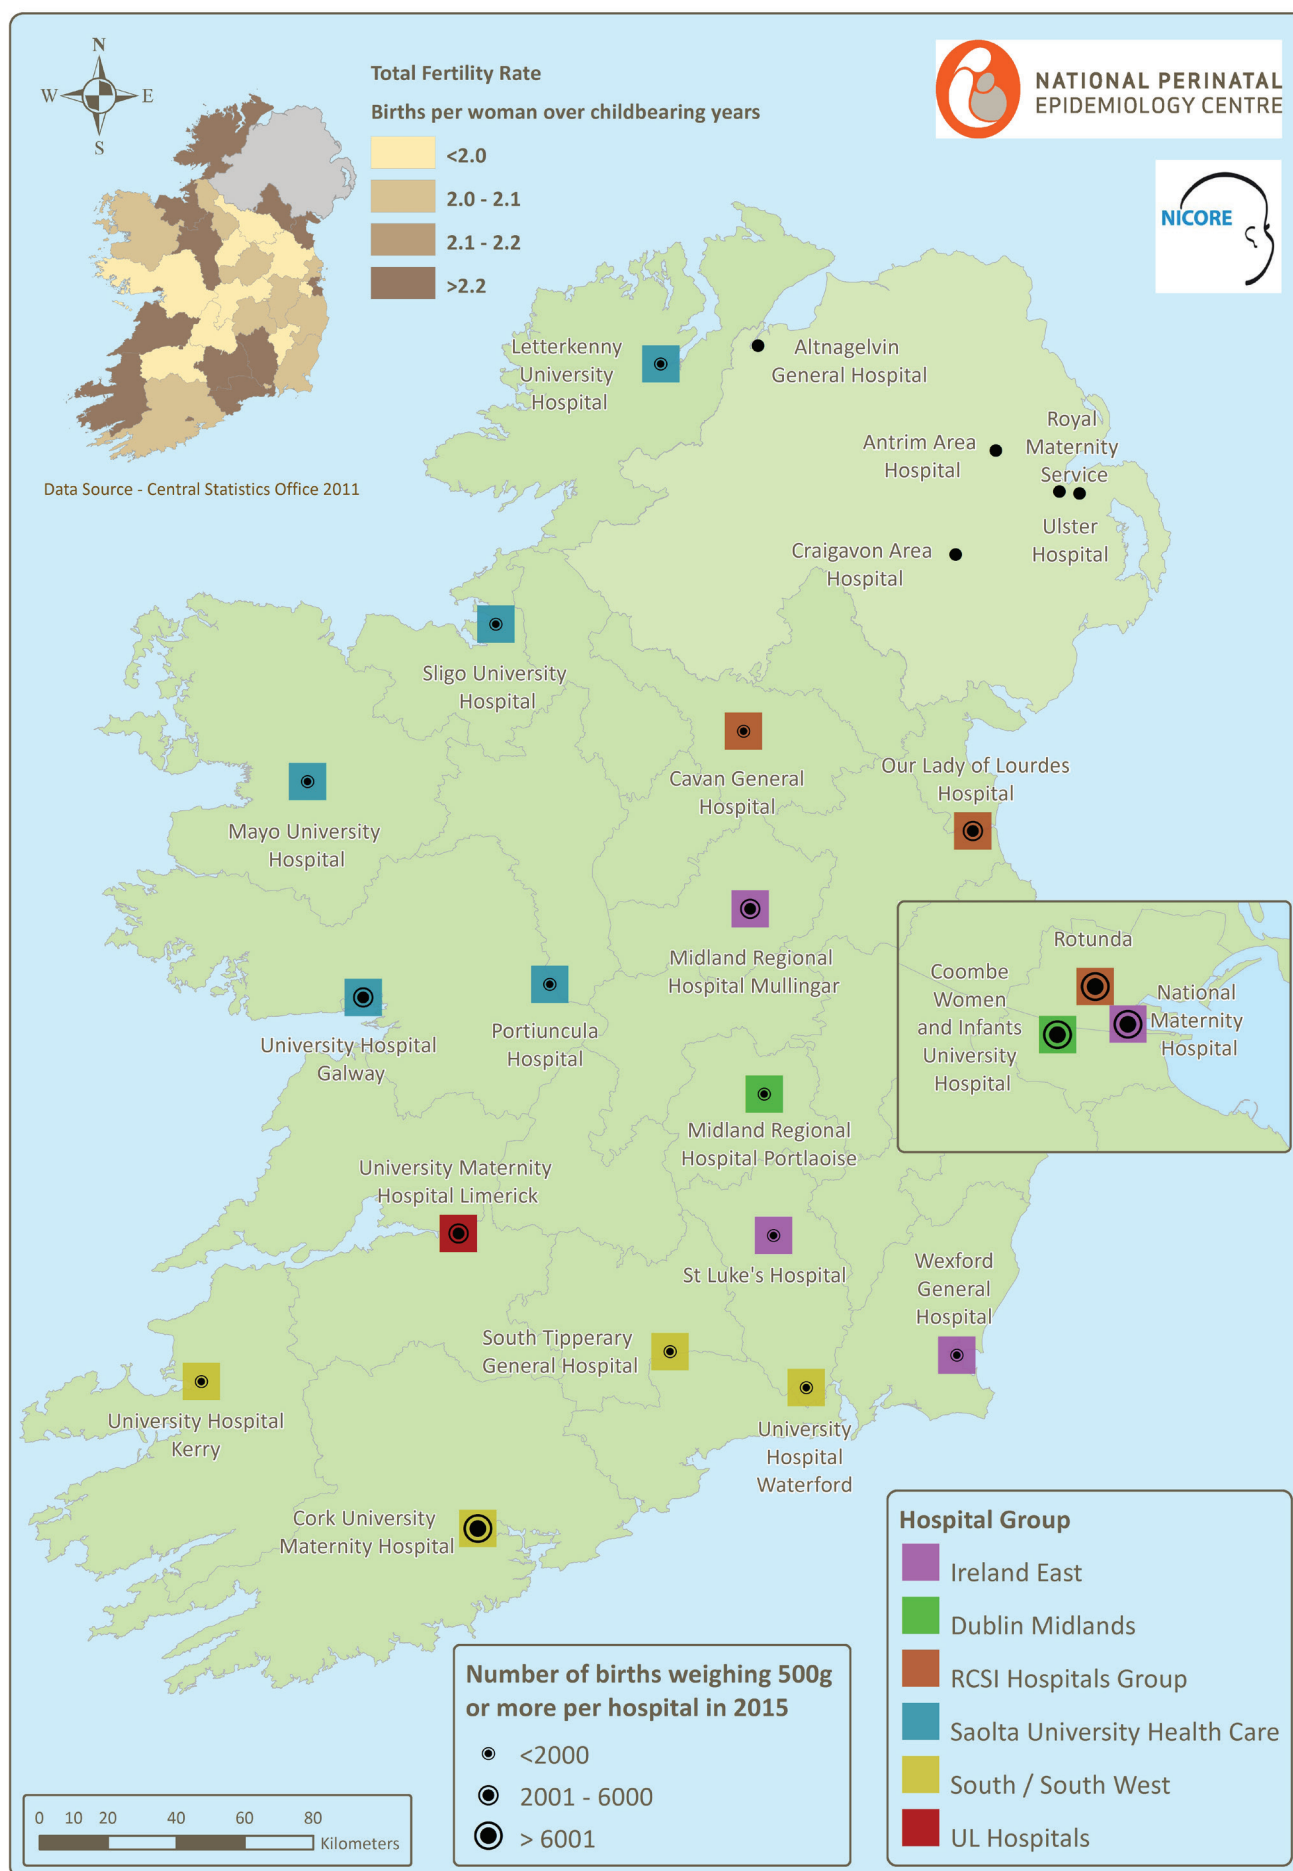 N
W
E
S
Total Fertility Rate
Births per woman over childbearing years
<2.0
2.0 - 2.1
2.1 - 2.2
>2.2
Data Source - Central Statistics Office 2011
NATIONAL PERINATAL
EPIDEMIOLOGY CENTRE
NICORE
Letterkenny
University
Hospital
Altnagelvin
General Hospital
Antrim Area
Hospital
Royal
Maternity
Service
Ulster
Hospital
Craigavon Area
Hospital
Sligo University
Hospital
Cavan General
Hospital
Our Lady of Lourdes
Hospital
Mayo University
Hospital
Midland Regional
Hospital Mullingar
University Hospital
Galway
Portiuncula
Hospital
Rotunda
Coombe
Women
and Infants
University
Hospital
National
Maternity
Hospital
Midland Regional
Hospital Portlaoise
University Maternity
Hospital Limerick
St Luke's Hospital
Wexford
General
Hospital
South Tipperary
General Hospital
University Hospital
Kerry
University
Hospital
Waterford
Cork University
Maternity Hospital
Hospital Group
Ireland East
Dublin Midlands
RCSI Hospitals Group
Saolta University Health Care
South / South West
UL Hospitals
Number of births weighing 500g
or more per hospital in 2015
<2000
2001 - 6000
> 6001
0 10 20 40 60 80
Kilometers